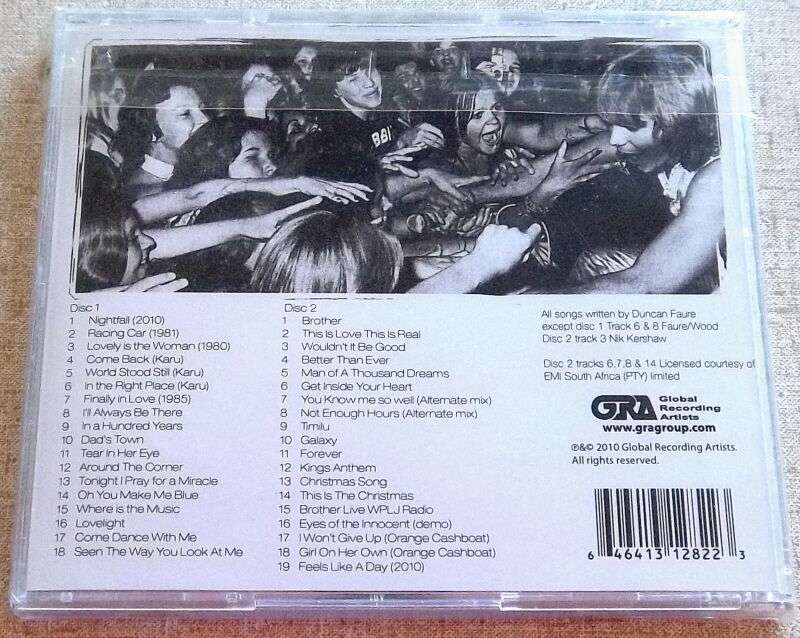 Disc 1
1 Nightfall (2010)
2 Racing Car (1981)
3 Lovely is the Woman (1980)
4 Come Back (Karu)
5 World Stood Still (Karu)
6 In the Right Place (Karu)
7 Finally in Love (1985)
8 I'll Always Be There
9 In a Hundred Years
10 Dad's Town
11 Tear In Her Eye
12 Around The Corner
13 Tonight I Pray for a Miracle
14 Oh You Make Me Blue
15 Where is the Music
16 Lovelight
17 Come Dance With Me
18 Seen The Way You Look At Me
Disc 2
1 Brother
2 This Is Love This Is Real
3 Wouldn't It Be Good
4 Better Than Ever
5 Man Of A Thousand Dreams
6 Get Inside Your Heart
7 You Know me so well (Alternate mix)
8 Not Enough Hours (Alternate mix)
9 Timilu
10 Galaxy
11 Forever
12 Kings Anthem
13 Christmas Song
14 This Is The Christmas
15 Brother Live WPLJ Radio
16 Eyes of the Innocent (demo)
17 I Won't Give Up (Orange Cashboat)
18 Girl On Her Own (Orange Cashboat)
19 Feels Like A Day (2010)
All songs written by Duncan Faure
except disc 1 Track 6 & 8 Faure/Wood
Disc 2 track 3 Nik Kershaw
Disc 2 tracks 6,7,8 & 14 Licensed courtesy of
EMI South Africa (PTY) limited
GRA Global
Recording
Artists
www.gragroup.com
℗&© 2010 Global Recording Artists.
All rights reserved.
6 46413 12822 3